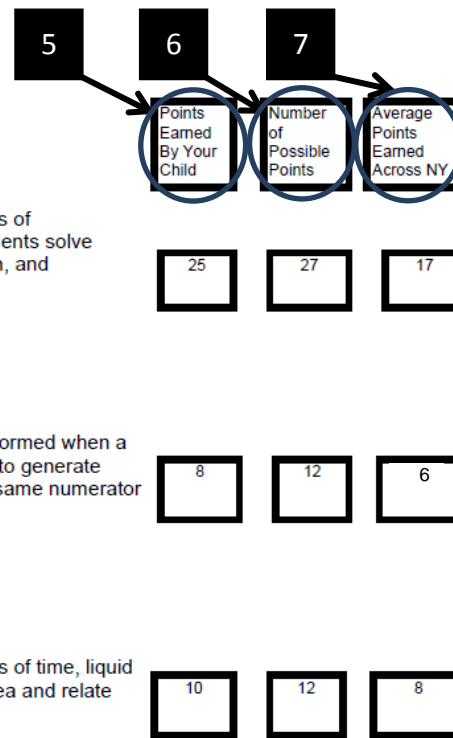 5 6 7
Points Earned By Your Child
Number of Possible Points
Average Points Earned Across NY
s of
ents solve
, and
25 27 17
ormed when a
to generate
same numerator
8 12 6
s of time, liquid
ea and relate
10 12 8